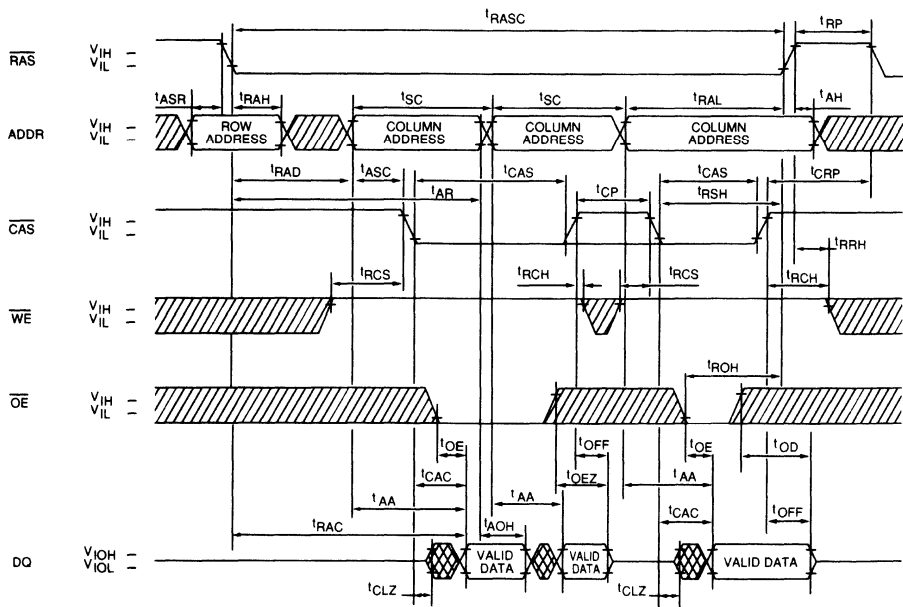 tRASC tRP
RAS VIH
VIL
tASR tRAH tSC tSC tRAL tAH
ADDR VIH
VIL
ROW ADDRESS COLUMN ADDRESS COLUMN ADDRESS COLUMN ADDRESS
tRAD tASC tCAS tCAS tCRP
tAR tCP tRSH
CAS VIH
VIL
tRRH
tRCS tRCH tRCS tRCH
WE VIH
VIL
tROH
OE VIH
VIL
tOE tOFF tOE tOD
tCAC tOEZ tAA
tAA tAA tCAC tOFF
tRAC tAOH
DQ VIOH
VIOL
VALID DATA VALID DATA VALID DATA
tCLZ tCLZ